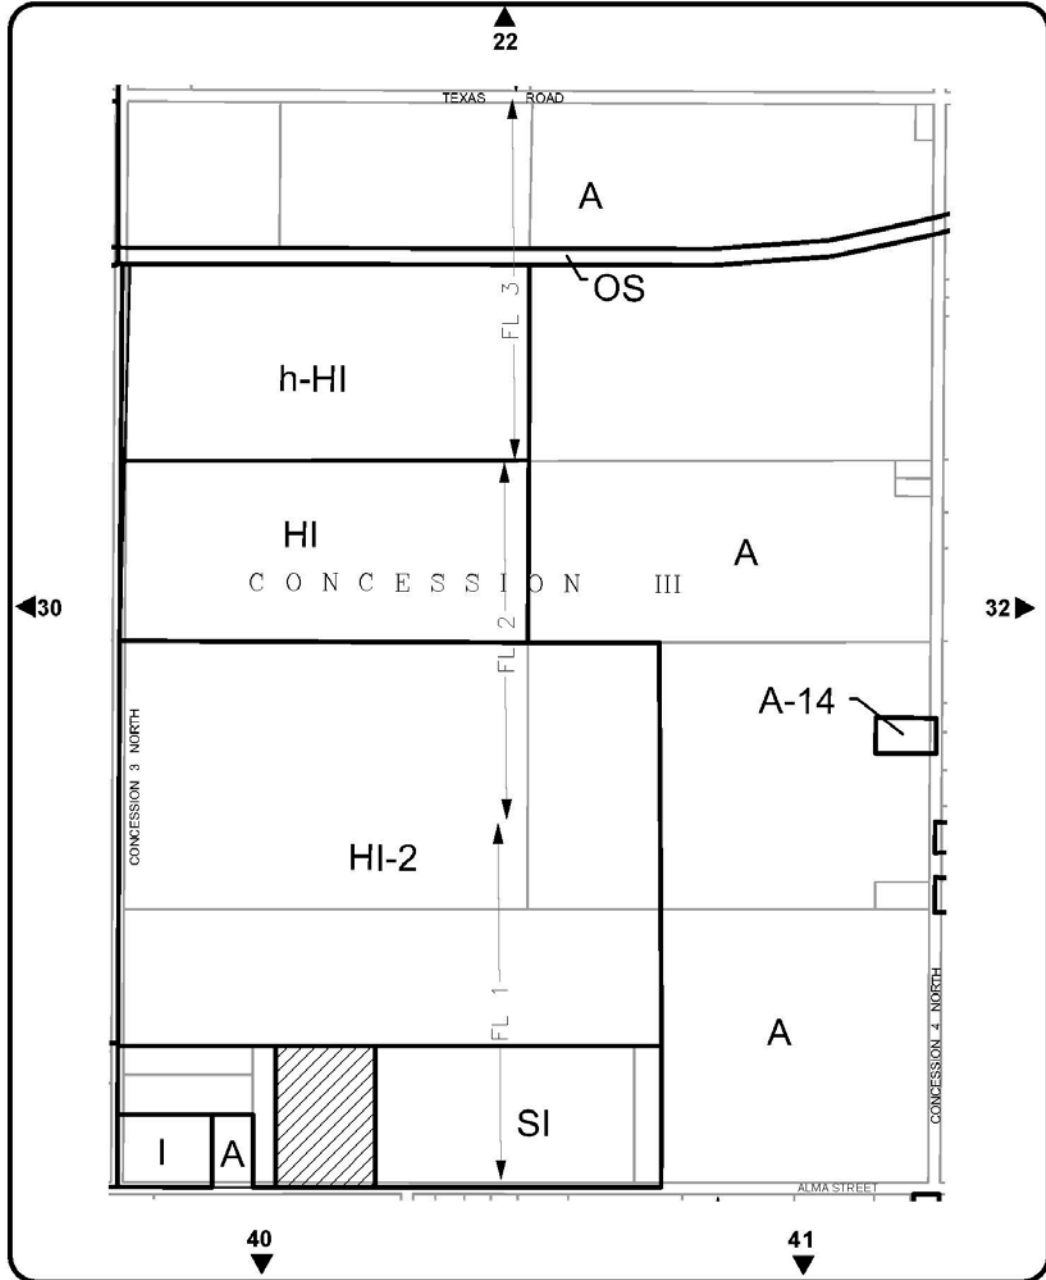 22
TEXAS ROAD
A
OS
FL 3
h-HI
HI
A
CONCESSION III
30
32
FL 2
A-14
CONCESSION 3 NORTH
HI-2
FL 1
A
CONCESSION 4 NORTH
SI
I
A
ALMA STREET
40
41